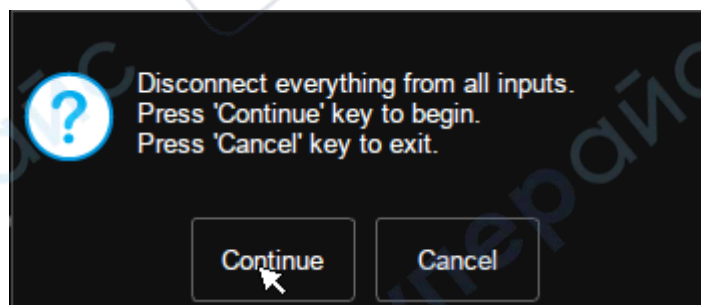 Disconnect everything from all inputs.
Press 'Continue' key to begin.
Press 'Cancel' key to exit.
Continue
Cancel